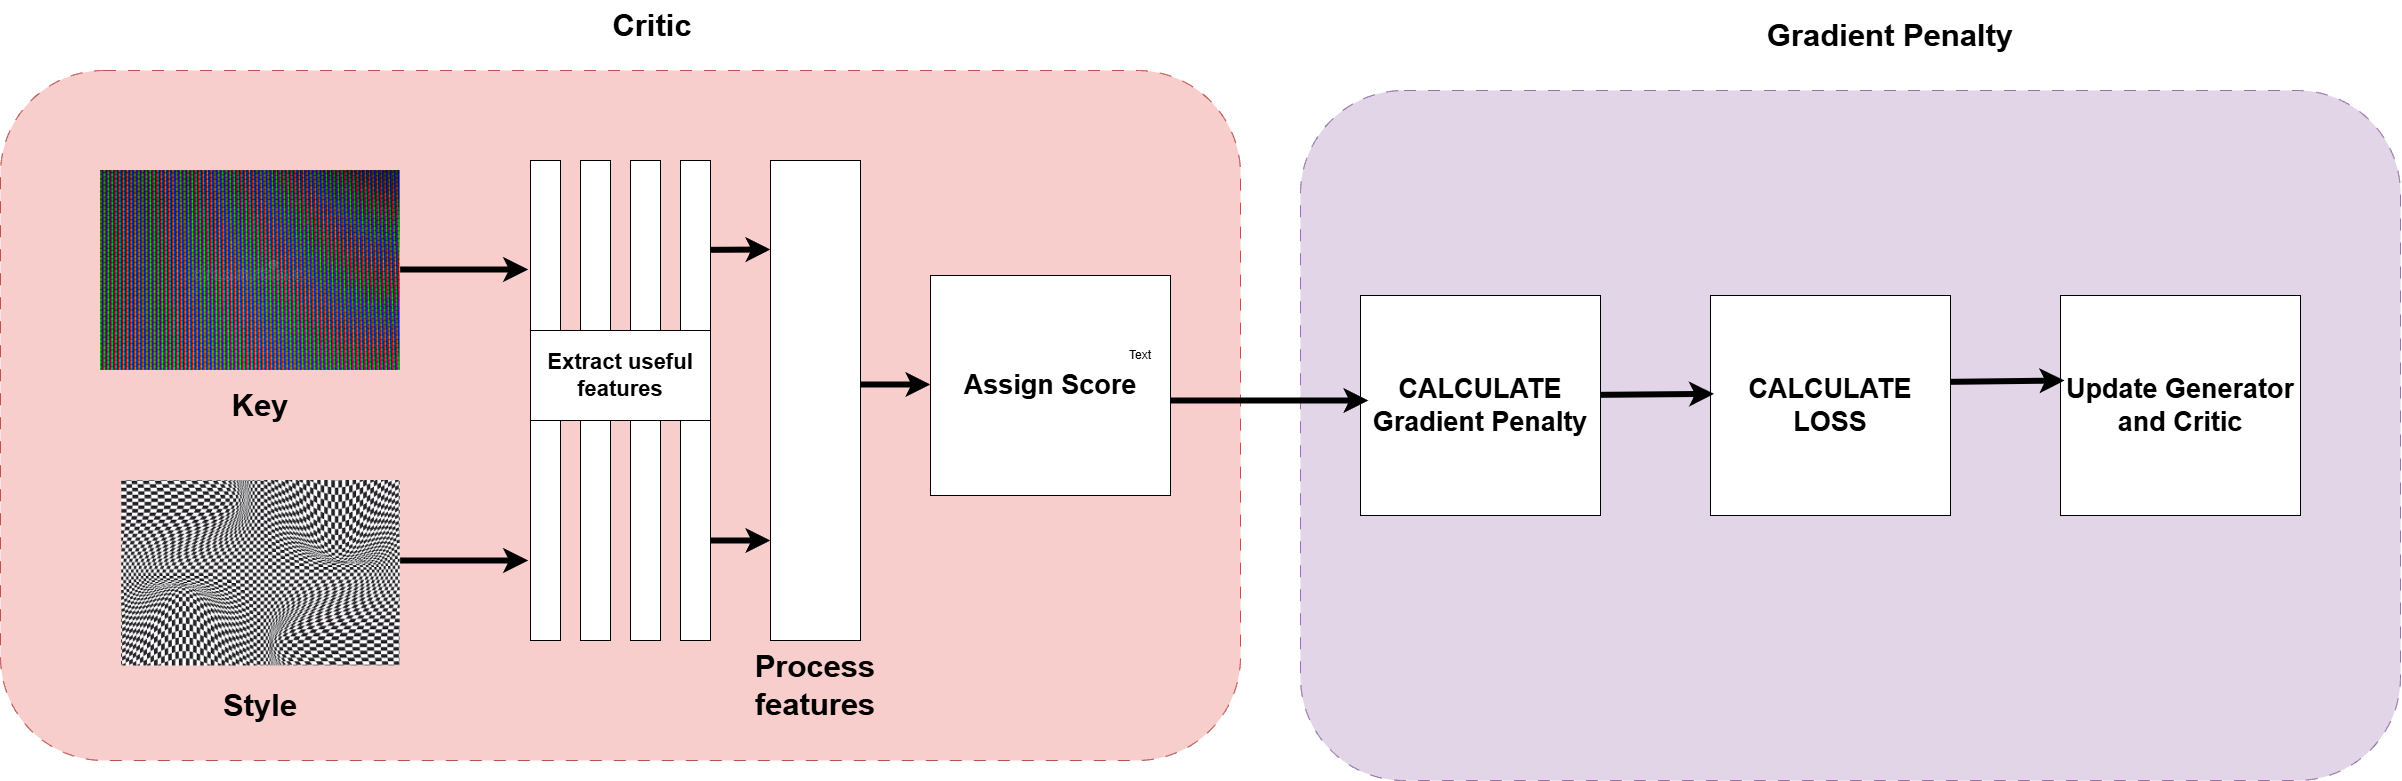 Critic
Gradient Penalty
Key
Style
Extract useful
features
Process
features
Text
Assign Score
CALCULATE
Gradient Penalty
CALCULATE
LOSS
Update Generator
and Critic